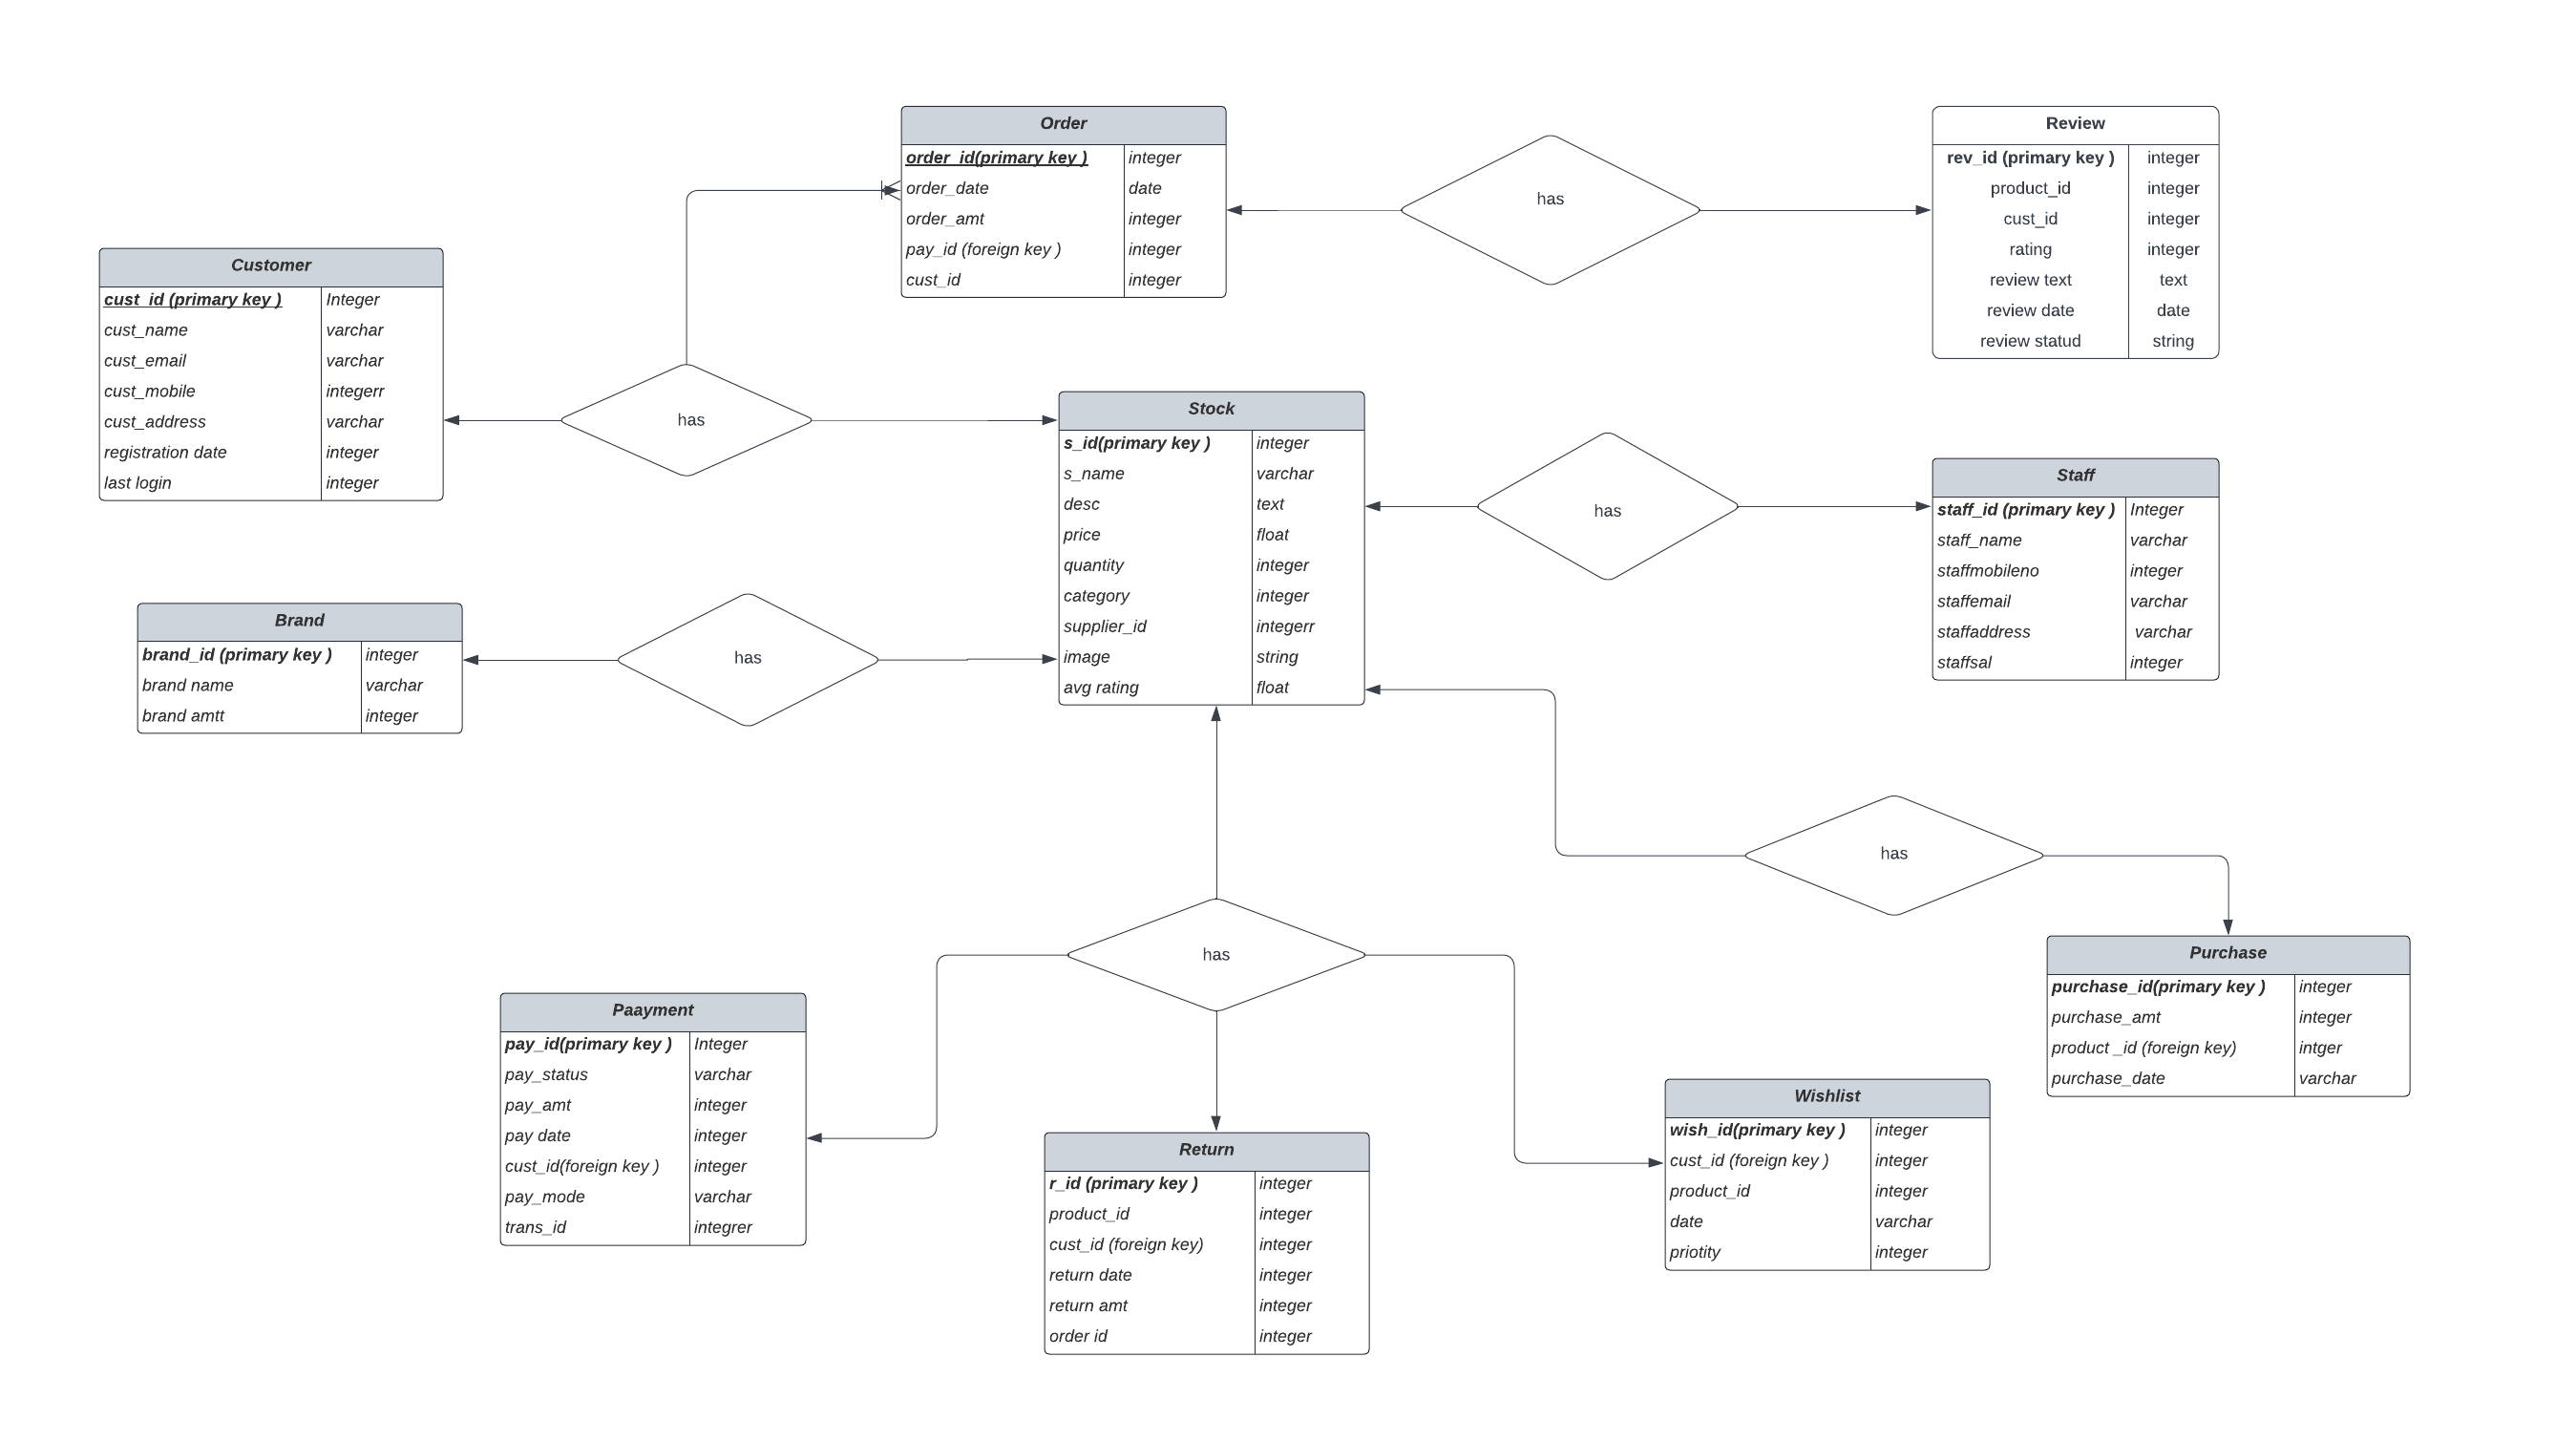 Order
order_id(primary key ) integer
order_date date
order_amt integer
pay_id (foreign key ) integer
cust_id integer
has
Review
rev_id (primary key ) integer
product_id integer
cust_id integer
rating integer
review text text
review date date
review statud string
Customer
cust_id (primary key ) Integer
cust_name varchar
cust_email varchar
cust_mobile integerr
cust_address varchar
registration date integer
last login integer
has
Stock
s_id(primary key ) integer
s_name varchar
desc text
price float
quantity integer
category integer
supplier_id integerr
image string
avg rating float
has
Staff
staff_id (primary key ) Integer
staff_name varchar
staffmobileno integer
staffemail varchar
staffaddress varchar
staffsal integer
Brand
brand_id (primary key ) integer
brand name varchar
brand amtt integer
has
has
Purchase
purchase_id(primary key ) integer
purchase_amt integer
product _id (foreign key) intger
purchase_date varchar
has
Paayment
pay_id(primary key ) Integer
pay_status varchar
pay_amt integer
pay date integer
cust_id(foreign key ) integer
pay_mode varchar
trans_id integrer
Return
r_id (primary key ) integer
product_id integer
cust_id (foreign key) integer
return date integer
return amt integer
order id integer
Wishlist
wish_id(primary key ) integer
cust_id (foreign key ) integer
product_id integer
date varchar
priotity integer